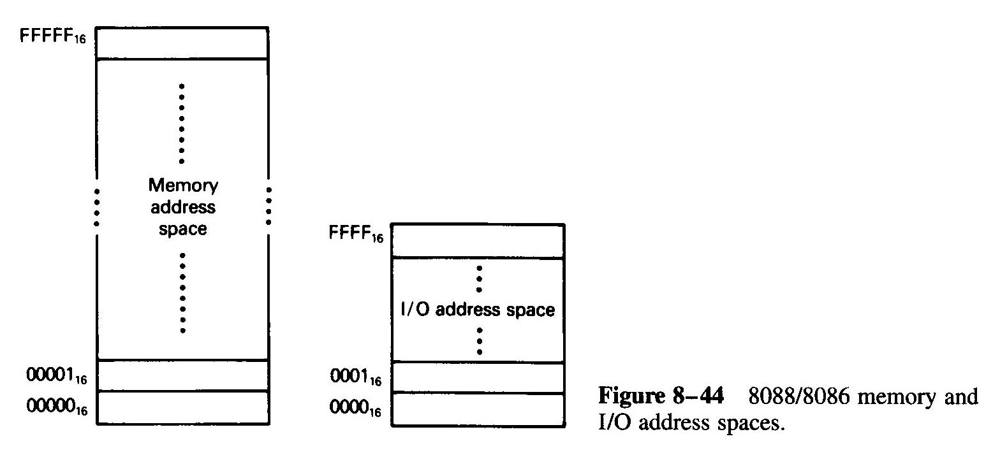 FFFFF16
Memory
address
space
0000116
0000016
FFFF16
I/O address space
000116
000016
Figure 8–44 8088/8086 memory and
I/O address spaces.